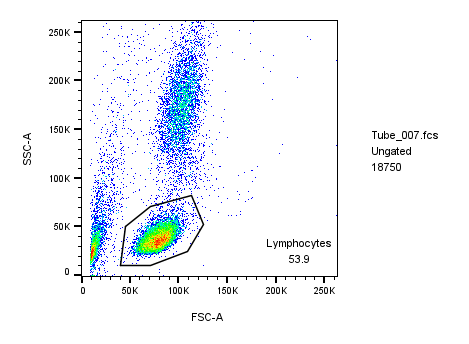 250K
200K
150K
100K
50K
0
SSC-A
0
50K
100K
150K
200K
250K
FSC-A
Lymphocytes
53.9
Tube_007.fcs
Ungated
18750